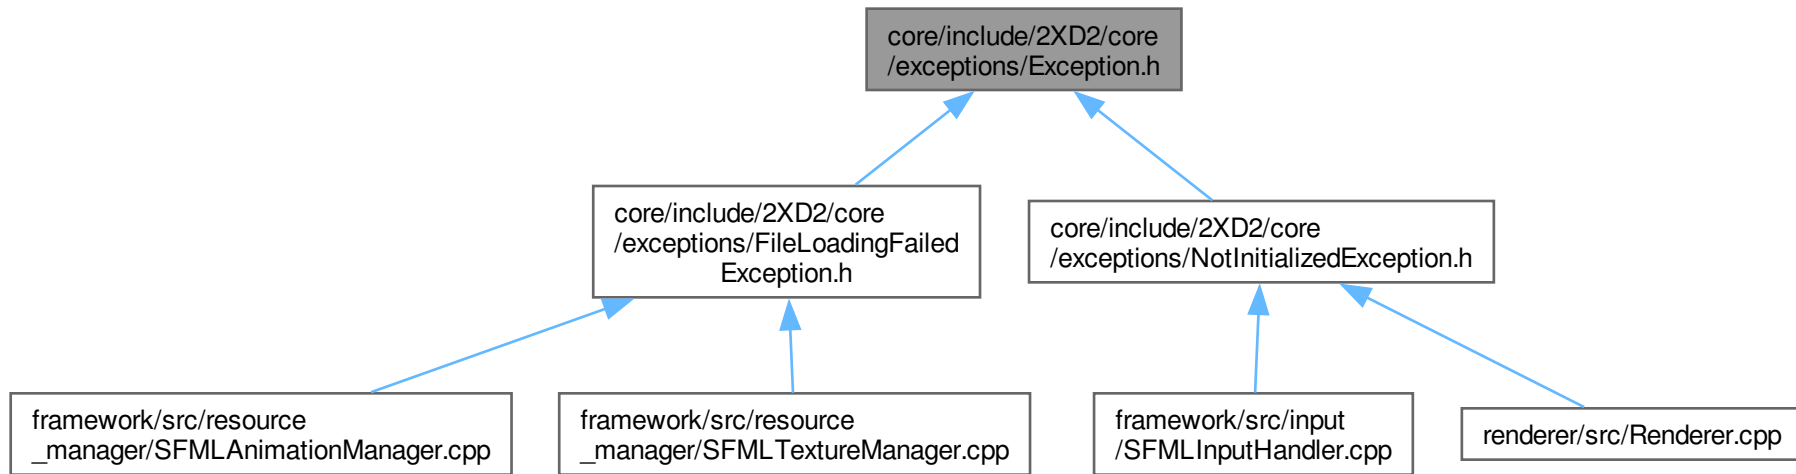 core/include/2XD2/core
/exceptions/Exception.h
core/include/2XD2/core
/exceptions/FileLoadingFailed
Exception.h
core/include/2XD2/core
/exceptions/NotInitializedException.h
framework/src/resource
_manager/SFMLAnimationManager.cpp
framework/src/resource
_manager/SFMLTextureManager.cpp
framework/src/input
/SFMLInputHandler.cpp
renderer/src/Renderer.cpp